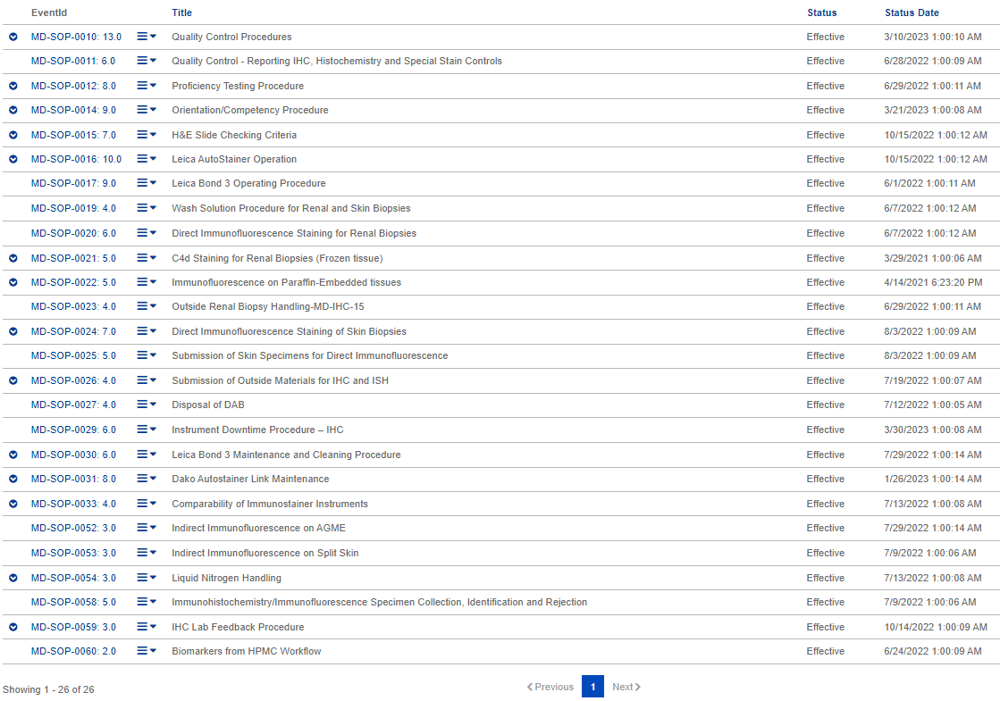 EventId Title Status Status Date
MD-SOP-0010: 13.0 Quality Control Procedures Effective 3/10/2023 1:00:10 AM
MD-SOP-0011: 6.0 Quality Control - Reporting IHC, Histochemistry and Special Stain Controls Effective 6/28/2022 1:00:09 AM
MD-SOP-0012: 8.0 Proficiency Testing Procedure Effective 6/29/2022 1:00:11 AM
MD-SOP-0014: 9.0 Orientation/Competency Procedure Effective 3/21/2023 1:00:08 AM
MD-SOP-0015: 7.0 H&E Slide Checking Criteria Effective 10/15/2022 1:00:12 AM
MD-SOP-0016: 10.0 Leica AutoStainer Operation Effective 10/15/2022 1:00:12 AM
MD-SOP-0017: 9.0 Leica Bond 3 Operating Procedure Effective 6/1/2022 1:00:11 AM
MD-SOP-0019: 4.0 Wash Solution Procedure for Renal and Skin Biopsies Effective 6/7/2022 1:00:12 AM
MD-SOP-0020: 6.0 Direct Immunofluorescence Staining for Renal Biopsies Effective 6/7/2022 1:00:12 AM
MD-SOP-0021: 5.0 C4d Staining for Renal Biopsies (Frozen tissue) Effective 3/29/2021 1:00:06 AM
MD-SOP-0022: 5.0 Immunofluorescence on Paraffin-Embedded tissues Effective 4/14/2021 6:23:20 PM
MD-SOP-0023: 4.0 Outside Renal Biopsy Handling-MD-IHC-15 Effective 6/29/2022 1:00:11 AM
MD-SOP-0024: 7.0 Direct Immunofluorescence Staining of Skin Biopsies Effective 8/3/2022 1:00:09 AM
MD-SOP-0025: 5.0 Submission of Skin Specimens for Direct Immunofluorescence Effective 8/3/2022 1:00:09 AM
MD-SOP-0026: 4.0 Submission of Outside Materials for IHC and ISH Effective 7/19/2022 1:00:07 AM
MD-SOP-0027: 4.0 Disposal of DAB Effective 7/12/2022 1:00:05 AM
MD-SOP-0029: 6.0 Instrument Downtime Procedure – IHC Effective 3/30/2023 1:00:08 AM
MD-SOP-0030: 6.0 Leica Bond 3 Maintenance and Cleaning Procedure Effective 7/29/2022 1:00:14 AM
MD-SOP-0031: 8.0 Dako Autostainer Link Maintenance Effective 1/26/2023 1:00:14 AM
MD-SOP-0033: 4.0 Comparability of Immunostainer Instruments Effective 7/13/2022 1:00:08 AM
MD-SOP-0052: 3.0 Indirect Immunofluorescence on AGME Effective 7/29/2022 1:00:14 AM
MD-SOP-0053: 3.0 Indirect Immunofluorescence on Split Skin Effective 7/9/2022 1:00:06 AM
MD-SOP-0054: 3.0 Liquid Nitrogen Handling Effective 7/13/2022 1:00:08 AM
MD-SOP-0058: 5.0 Immunohistochemistry/Immunofluorescence Specimen Collection, Identification and Rejection Effective 7/9/2022 1:00:06 AM
MD-SOP-0059: 3.0 IHC Lab Feedback Procedure Effective 10/14/2022 1:00:09 AM
MD-SOP-0060: 2.0 Biomarkers from HPMC Workflow Effective 6/24/2022 1:00:09 AM
Showing 1 - 26 of 26 Previous 1 Next